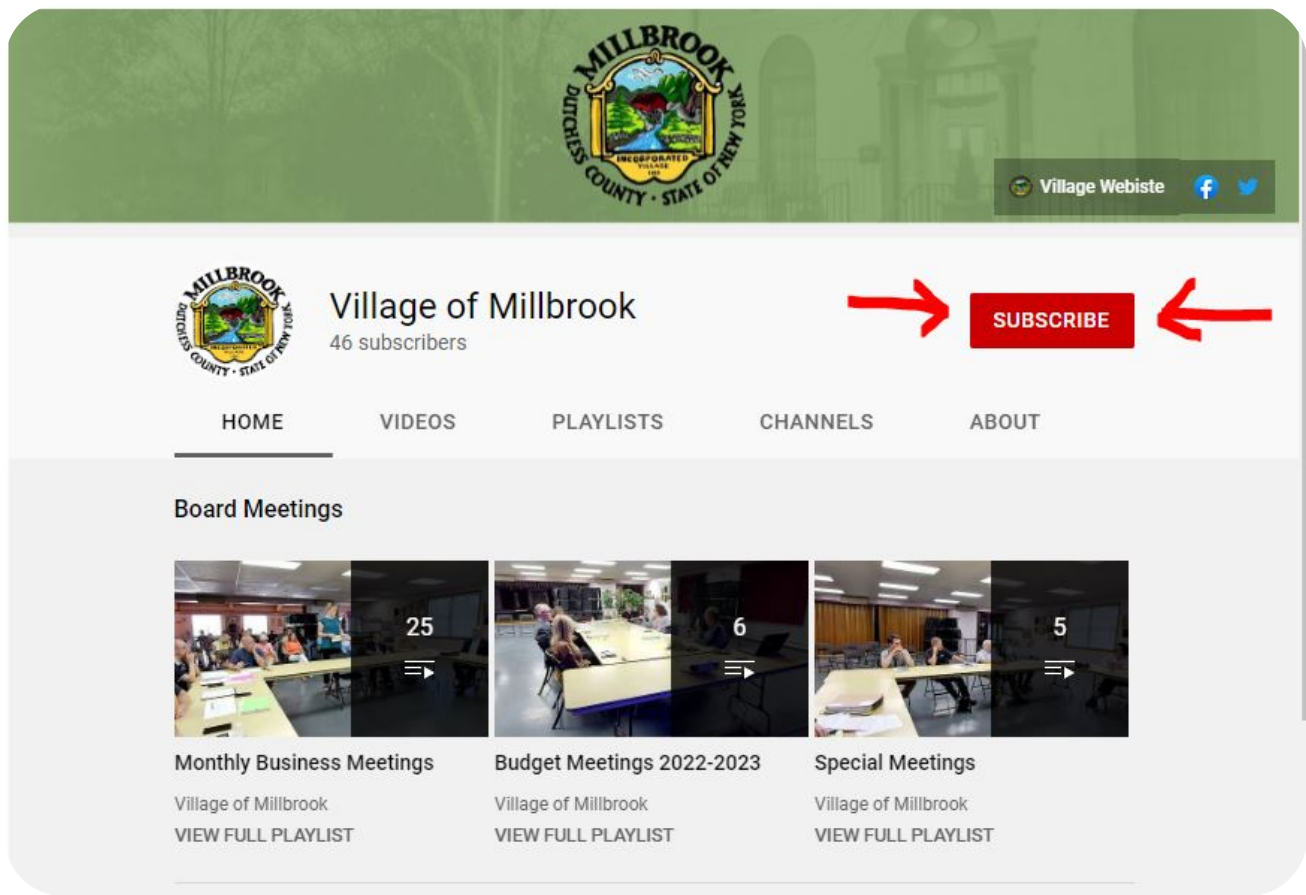 MILLBROOK
DUTCHESS COUNTY · STATE OF NEW YORK
INCORPORATED
VILLAGE
Village Webiste
MILLBROOK
DUTCHESS COUNTY · STATE OF NEW YORK
Village of Millbrook
46 subscribers
SUBSCRIBE
HOME VIDEOS PLAYLISTS CHANNELS ABOUT
Board Meetings
25 6 5
Monthly Business Meetings Budget Meetings 2022-2023 Special Meetings
Village of Millbrook Village of Millbrook Village of Millbrook
VIEW FULL PLAYLIST VIEW FULL PLAYLIST VIEW FULL PLAYLIST